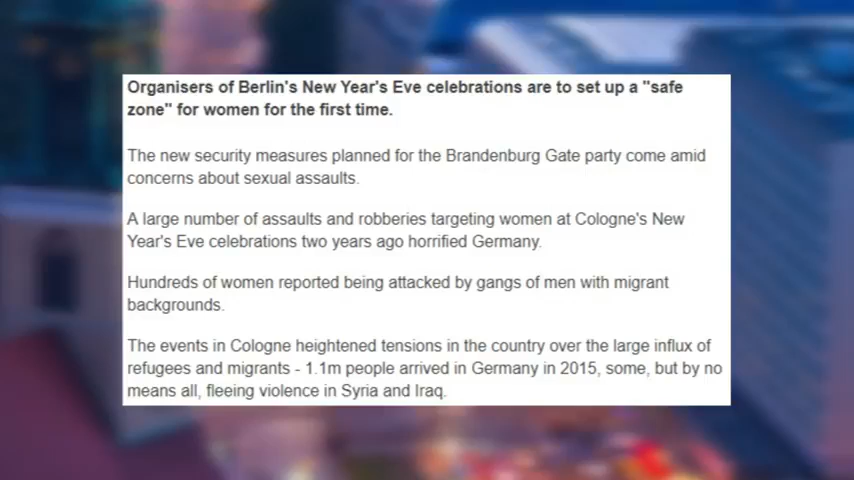 Organisers of Berlin's New Year's Eve celebrations are to set up a "safe
zone" for women for the first time.
The new security measures planned for the Brandenburg Gate party come amid
concerns about sexual assaults.
A large number of assaults and robberies targeting women at Cologne's New
Year's Eve celebrations two years ago horrified Germany.
Hundreds of women reported being attacked by gangs of men with migrant
backgrounds.
The events in Cologne heightened tensions in the country over the large influx of
refugees and migrants - 1.1m people arrived in Germany in 2015, some, but by no
means all, fleeing violence in Syria and Iraq.